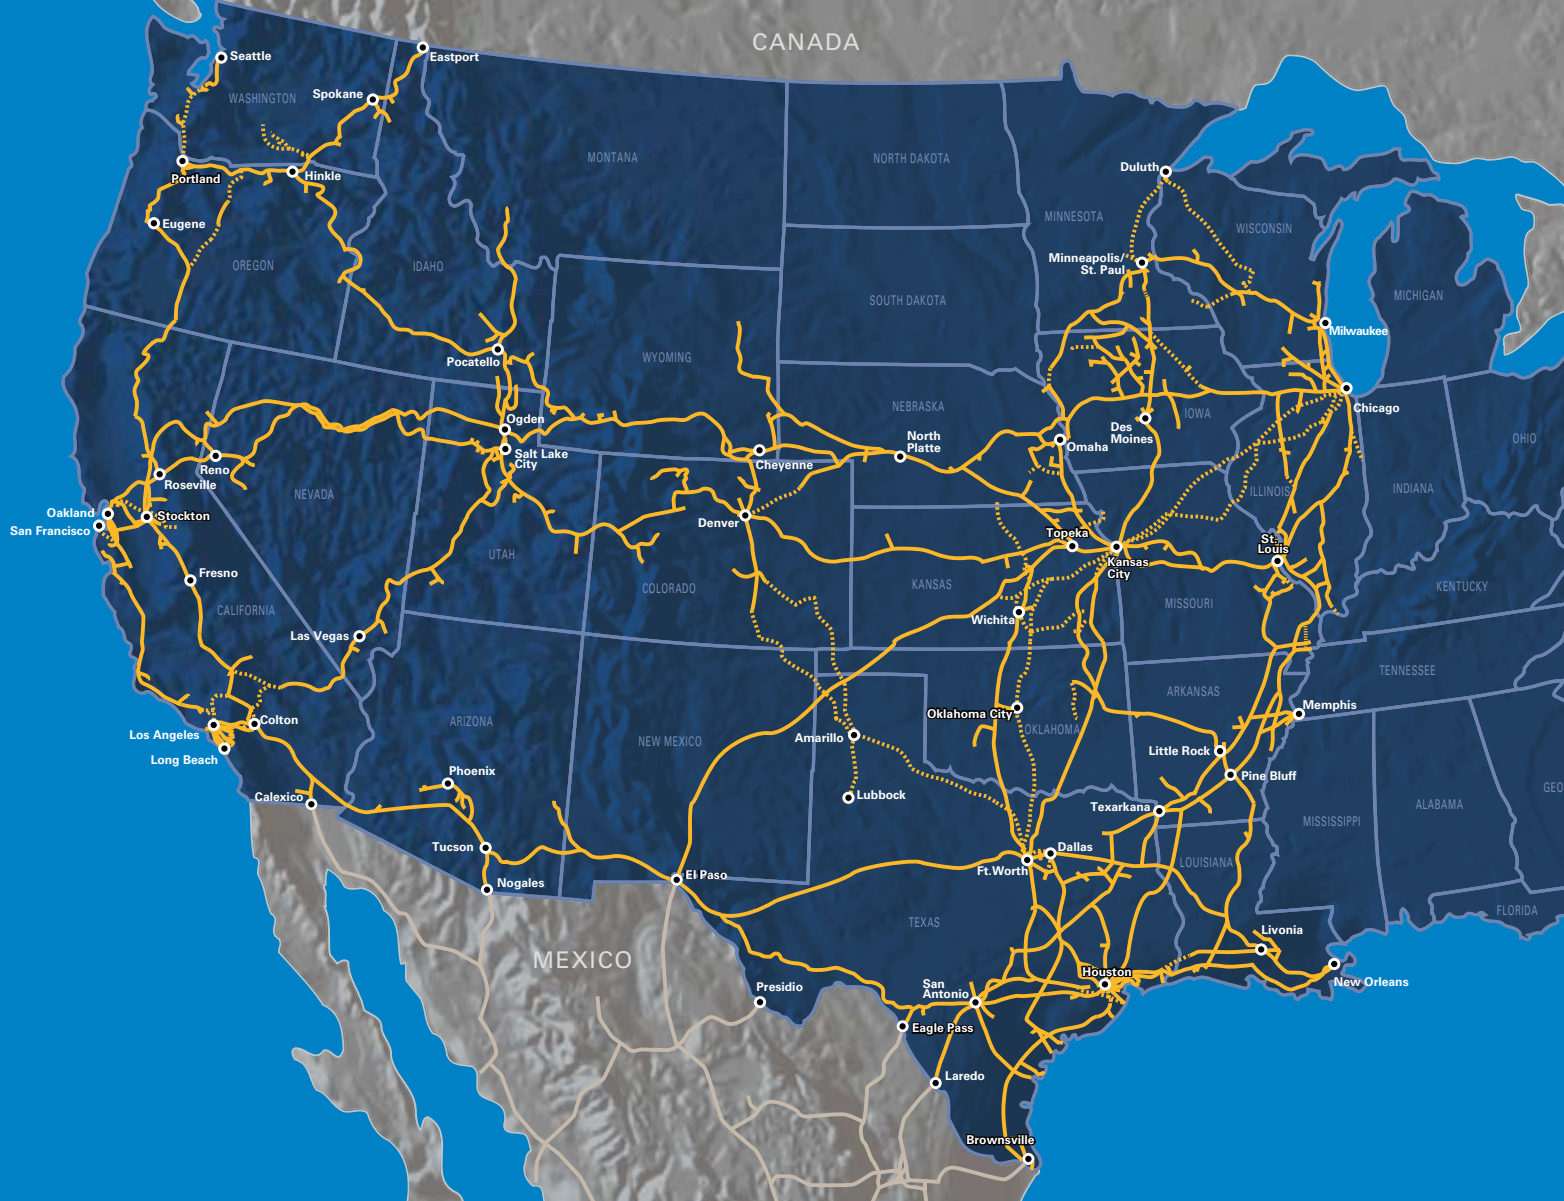 CANADA
Seattle
Eastport
WASHINGTON
Spokane
MONTANA
NORTH DAKOTA
Duluth
Portland
Hinkle
MINNESOTA
WISCONSIN
Eugene
OREGON
IDAHO
Minneapolis/
St. Paul
SOUTH DAKOTA
MICHIGAN
Milwaukee
Pocatello
WYOMING
NEBRASKA
IOWA
Chicago
Ogden
Des
Moines
North
Platte
Omaha
OHIO
Salt Lake
City
Cheyenne
Reno
Roseville
NEVADA
ILLINOIS
INDIANA
Oakland
Stockton
San Francisco
Denver
Topeka
St.
Louis
UTAH
Kansas
City
Fresno
COLORADO
KANSAS
MISSOURI
KENTUCKY
CALIFORNIA
Las Vegas
Wichita
TENNESSEE
ARKANSAS
Memphis
Colton
ARIZONA
Oklahoma City
OKLAHOMA
Los Angeles
NEW MEXICO
Amarillo
Little Rock
Long Beach
Phoenix
Pine Bluff
Calexico
Lubbock
Texarkana
GEO
ALABAMA
MISSISSIPPI
Tucson
Dallas
Ft.Worth
LOUISIANA
Nogales
El Paso
TEXAS
FLORIDA
Livonia
MEXICO
Houston
New Orleans
Presidio
San
Antonio
Eagle Pass
Laredo
Brownsville